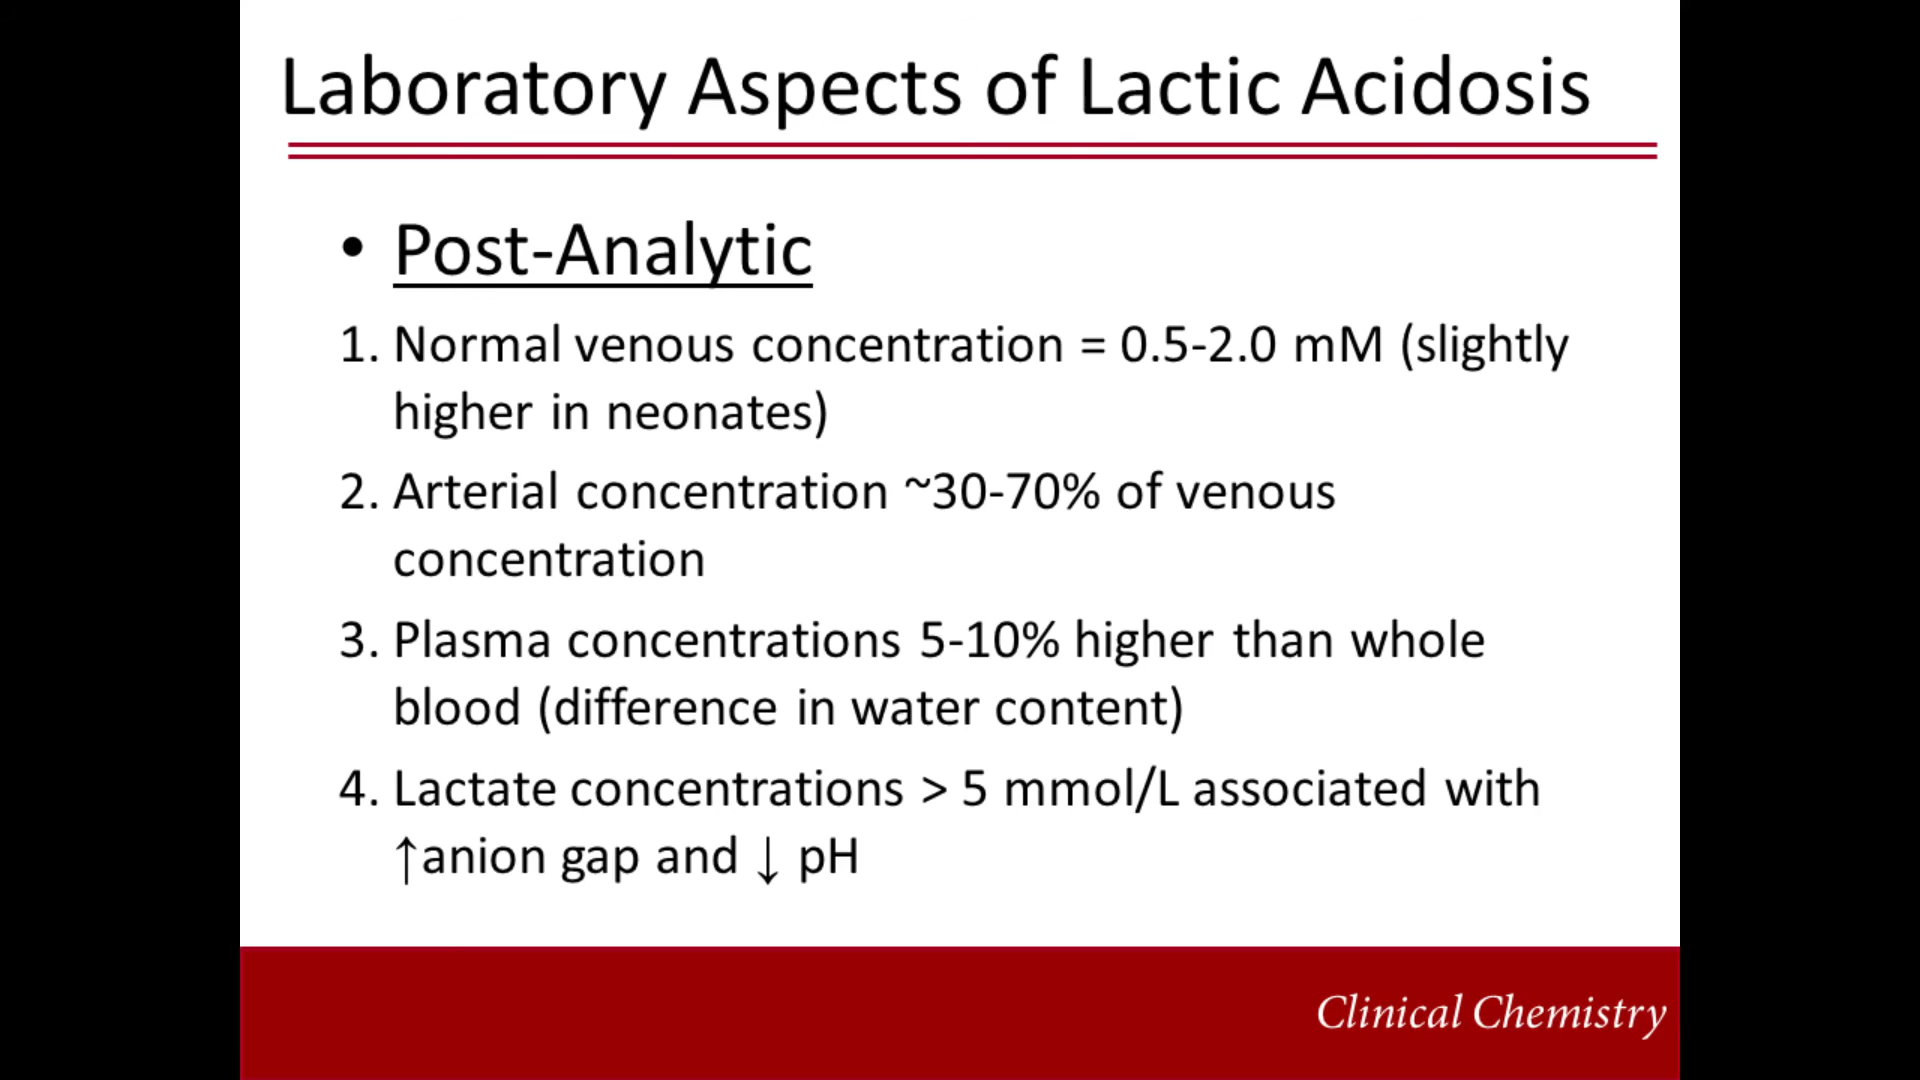 Laboratory Aspects of Lactic Acidosis
• Post-Analytic
1. Normal venous concentration = 0.5-2.0 mM (slightly
higher in neonates)
2. Arterial concentration ~30-70% of venous
concentration
3. Plasma concentrations 5-10% higher than whole
blood (difference in water content)
4. Lactate concentrations > 5 mmol/L associated with
↑anion gap and ↓ pH
Clinical Chemistry